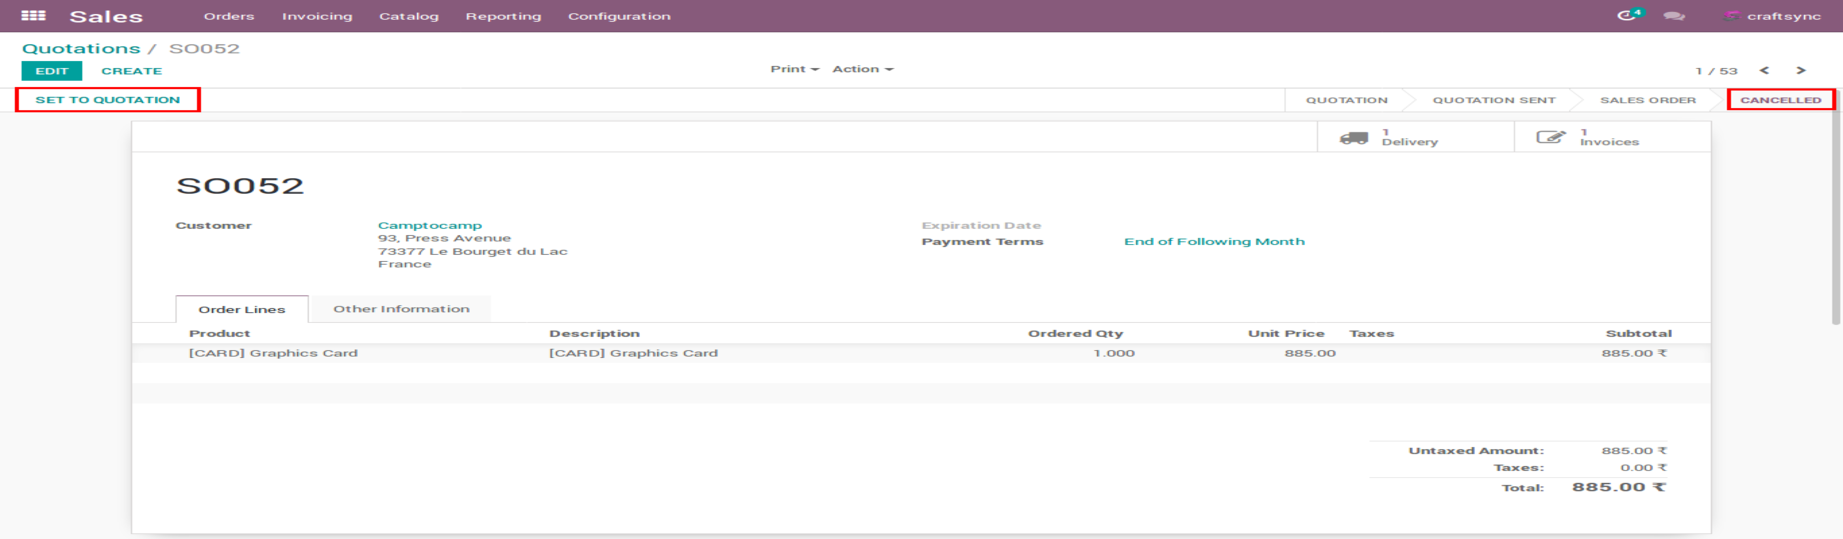 Sales Orders Invoicing Catalog Reporting Configuration 4 craftsync
Quotations / SO052
EDIT CREATE Print Action 1 / 53
SET TO QUOTATION QUOTATION QUOTATION SENT SALES ORDER CANCELLED
1 Delivery 1 Invoices
SO052
Customer Camptocamp Expiration Date
93, Press Avenue Payment Terms End of Following Month
73377 Le Bourget du Lac
France
Order Lines Other Information
Product Description Ordered Qty Unit Price Taxes Subtotal
[CARD] Graphics Card [CARD] Graphics Card 1.000 885.00 885.00 ₹
Untaxed Amount: 885.00 ₹
Taxes: 0.00 ₹
Total: 885.00 ₹